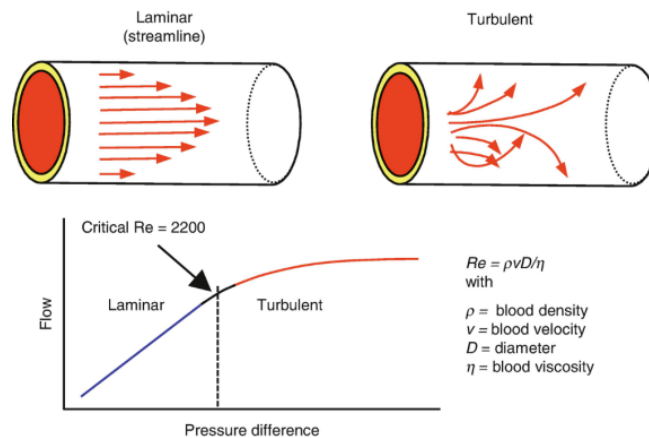 Laminar
(streamline)
Turbulent
Critical Re = 2200
Laminar
Turbulent
Flow
Pressure difference
Re = ρvD/η
with
ρ = blood density
v = blood velocity
D = diameter
η = blood viscosity